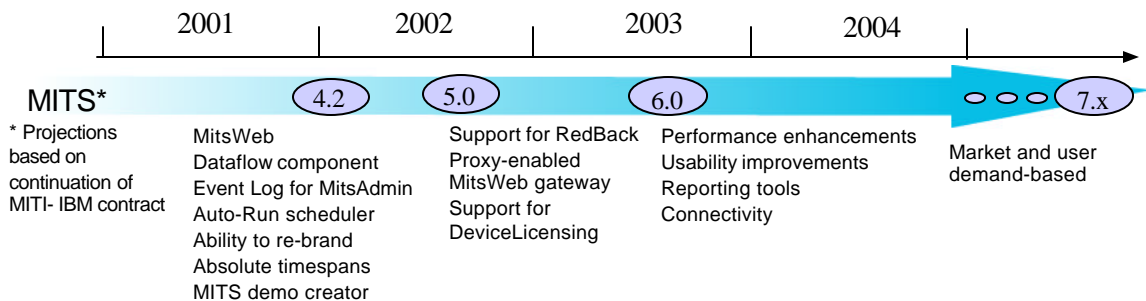 2001 2002 2003 2004
MITS*
4.2
5.0
6.0
7.x
* Projections
based on
continuation of
MITI- IBM contract
MitsWeb
Dataflow component
Event Log for MitsAdmin
Auto-Run scheduler
Ability to re-brand
Absolute timespans
MITS demo creator
Support for RedBack
Proxy-enabled
MitsWeb gateway
Support for
DeviceLicensing
Performance enhancements
Usability improvements
Reporting tools
Connectivity
Market and user
demand-based